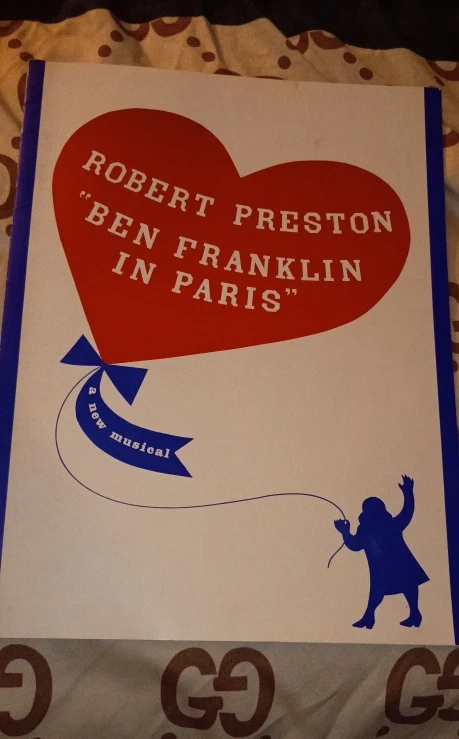 ROBERT PRESTON
"BEN FRANKLIN
IN PARIS"
a new musical